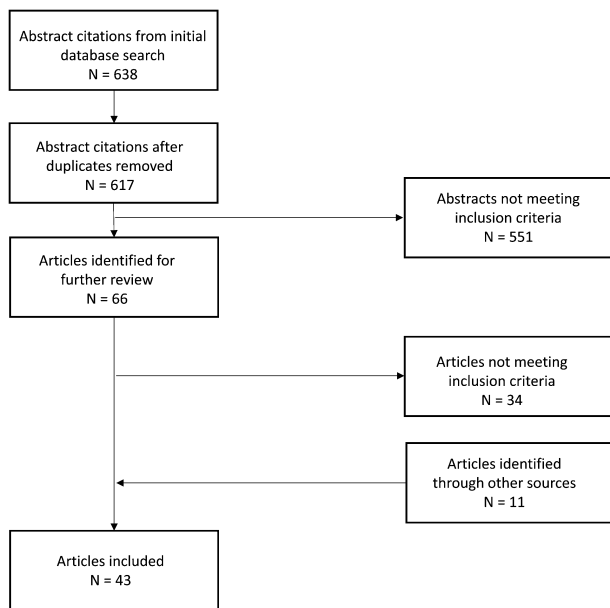 Abstract citations from initial
database search
N = 638
Abstract citations after
duplicates removed
N = 617
Abstracts not meeting
inclusion criteria
N = 551
Articles identified for
further review
N = 66
Articles not meeting
inclusion criteria
N = 34
Articles identified
through other sources
N = 11
Articles included
N = 43